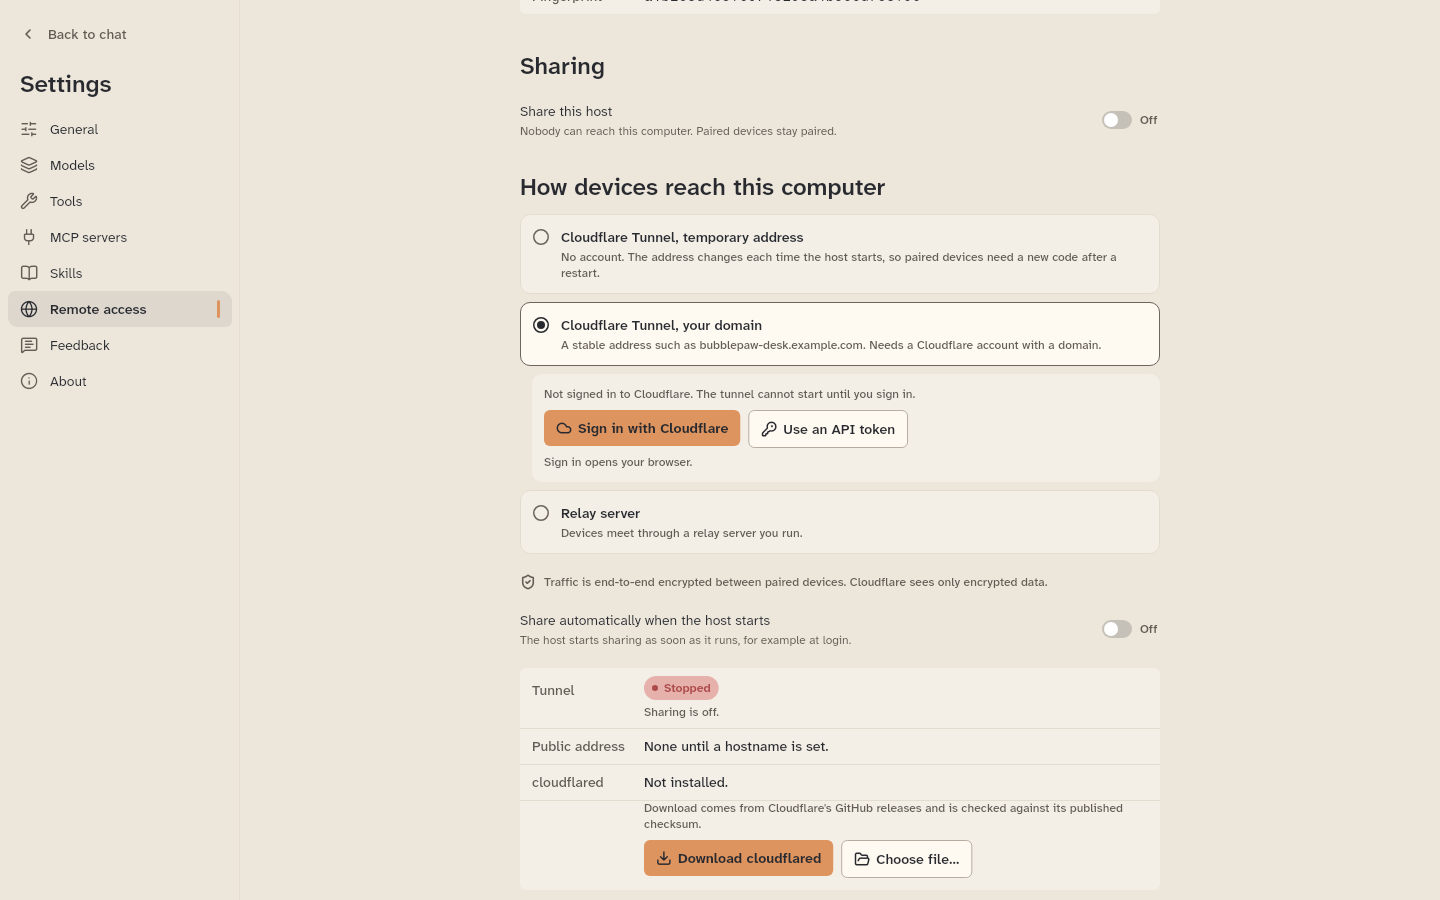 Back to chat
Settings
General
Models
Tools
MCP servers
Skills
Remote access
Feedback
About
Sharing
Share this host
Nobody can reach this computer. Paired devices stay paired.
Off
How devices reach this computer
Cloudflare Tunnel, temporary address
No account. The address changes each time the host starts, so paired devices need a new code after a
restart.
Cloudflare Tunnel, your domain
A stable address such as bubblepaw-desk.example.com. Needs a Cloudflare account with a domain.
Not signed in to Cloudflare. The tunnel cannot start until you sign in.
Sign in with Cloudflare
Use an API token
Sign in opens your browser.
Relay server
Devices meet through a relay server you run.
Traffic is end-to-end encrypted between paired devices. Cloudflare sees only encrypted data.
Share automatically when the host starts
The host starts sharing as soon as it runs, for example at login.
Off
Tunnel
Stopped
Sharing is off.
Public address
None until a hostname is set.
cloudflared
Not installed.
Download comes from Cloudflare's GitHub releases and is checked against its published
checksum.
Download cloudflared
Choose file...